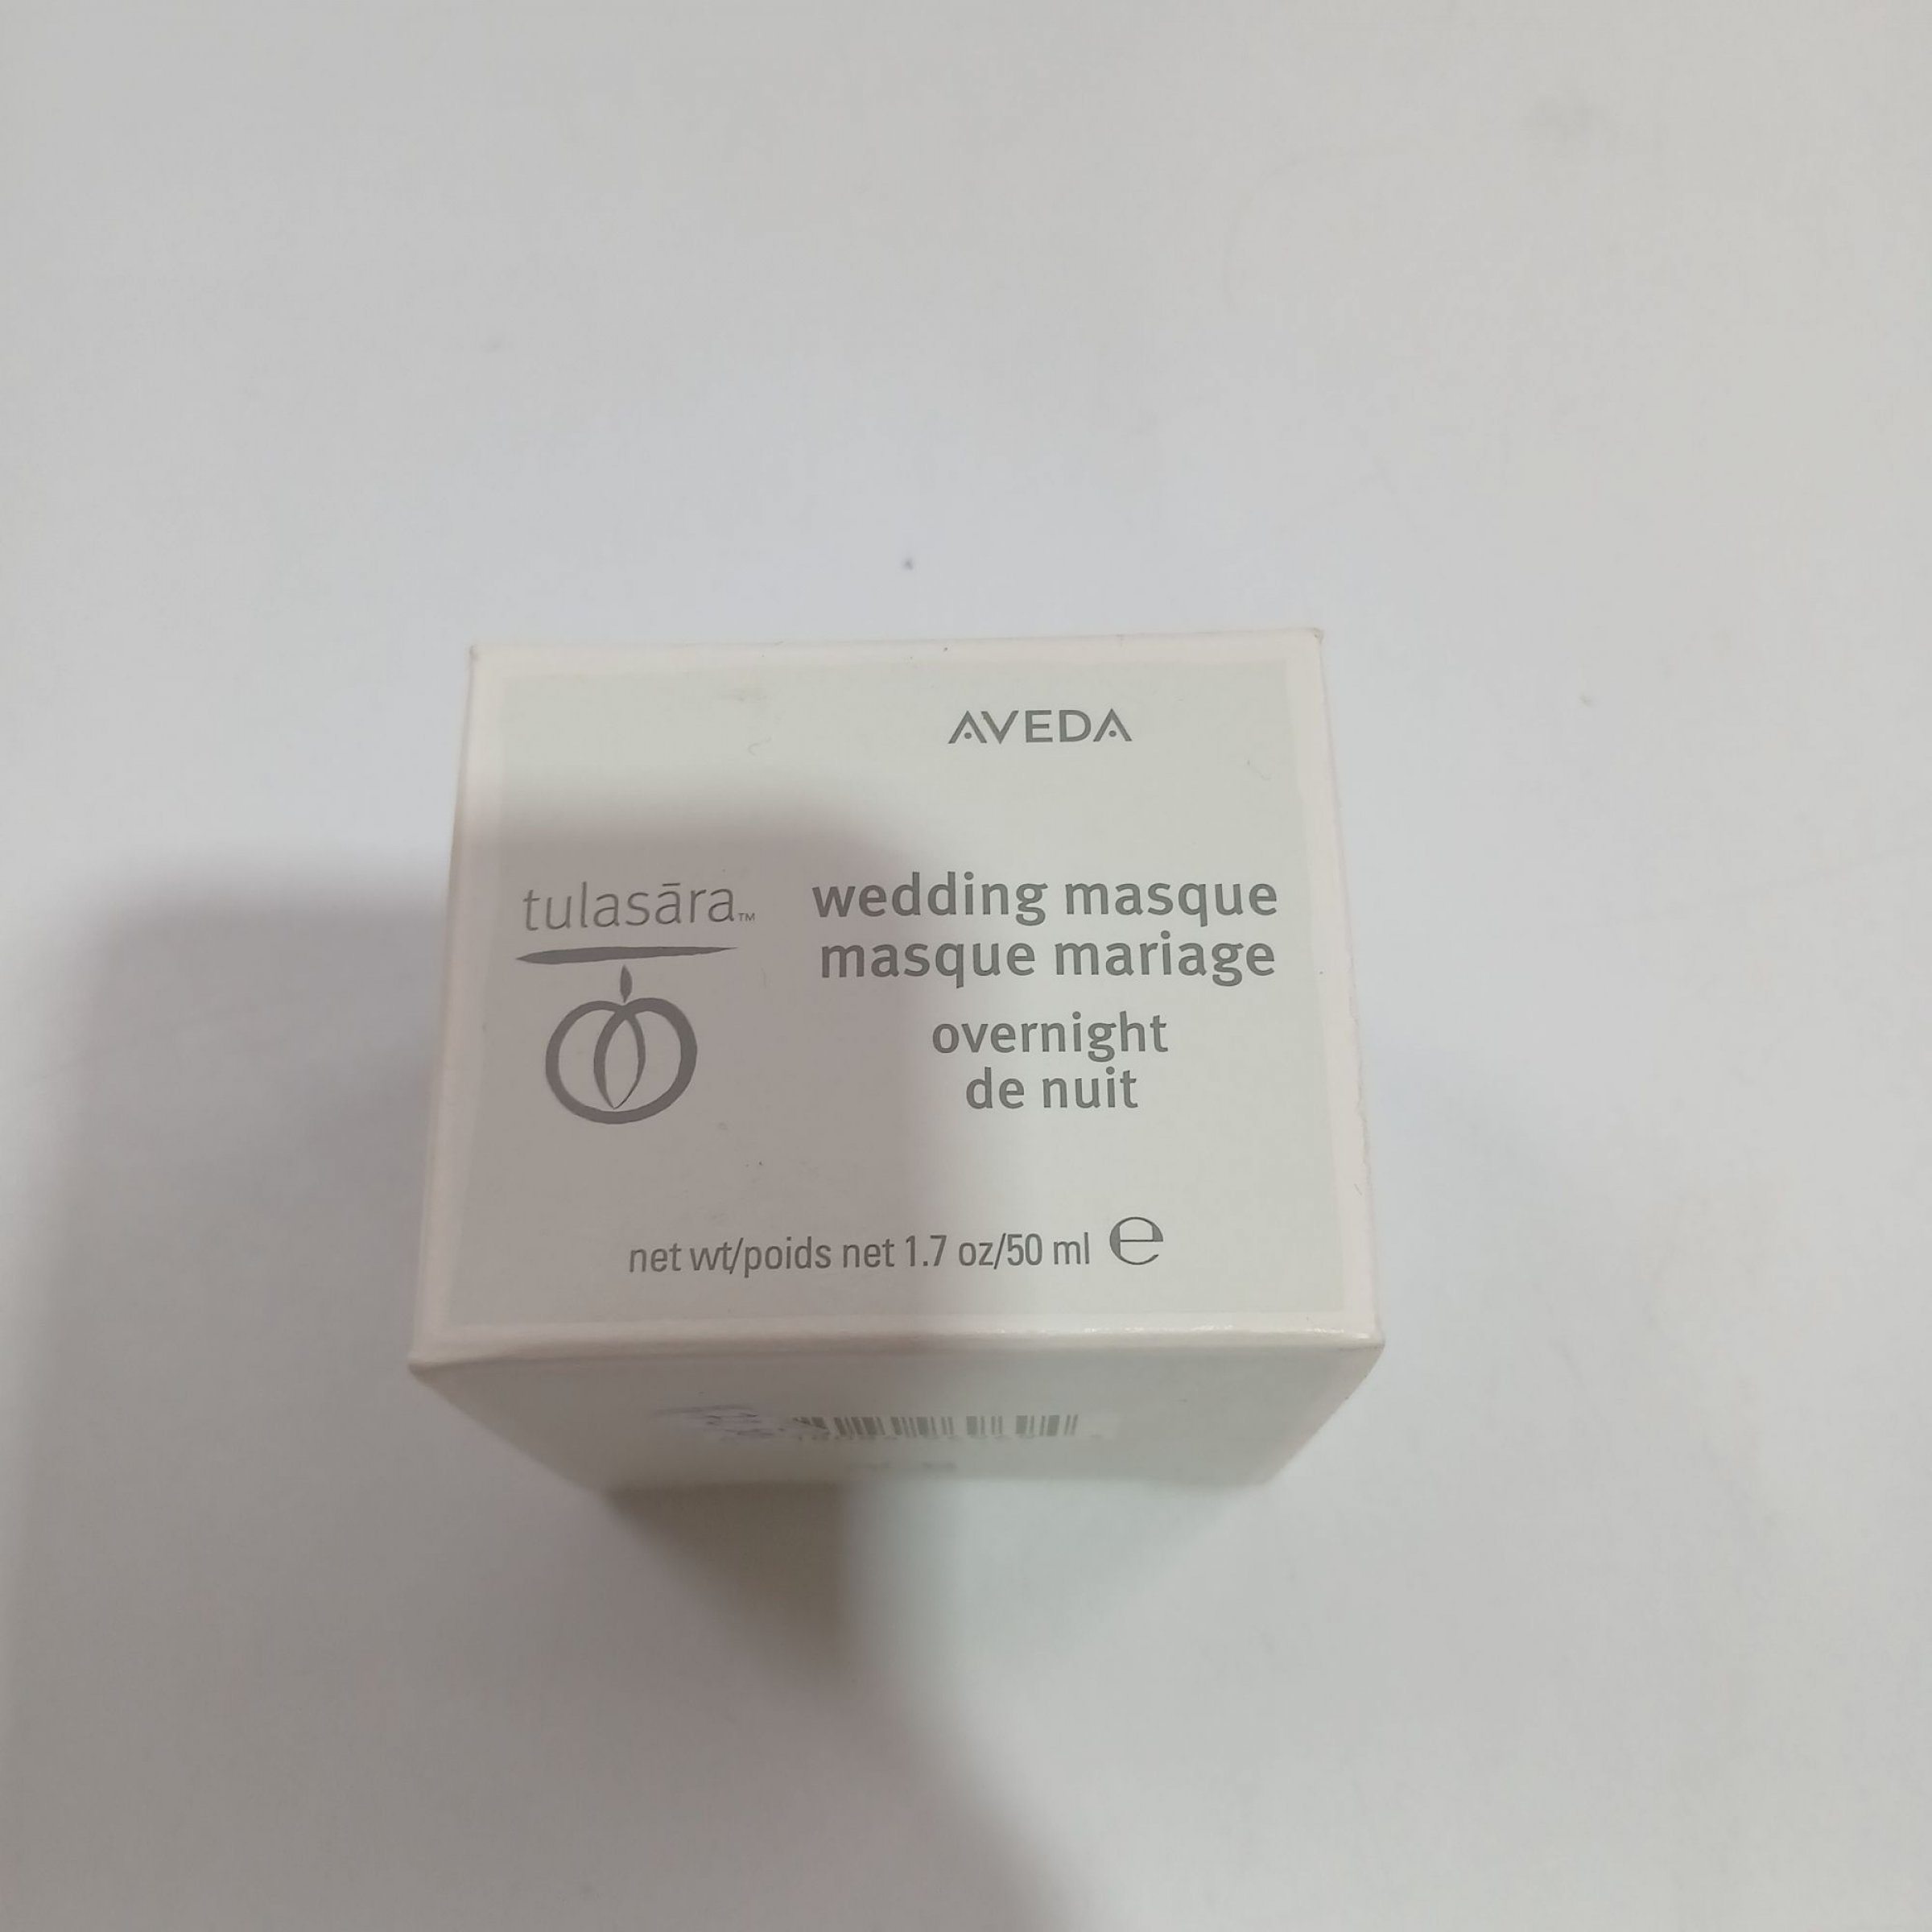 AVEDA
tulasāra™
wedding masque
masque mariage
overnight
de nuit
net wt/poids net 1.7 oz/50 ml ℮